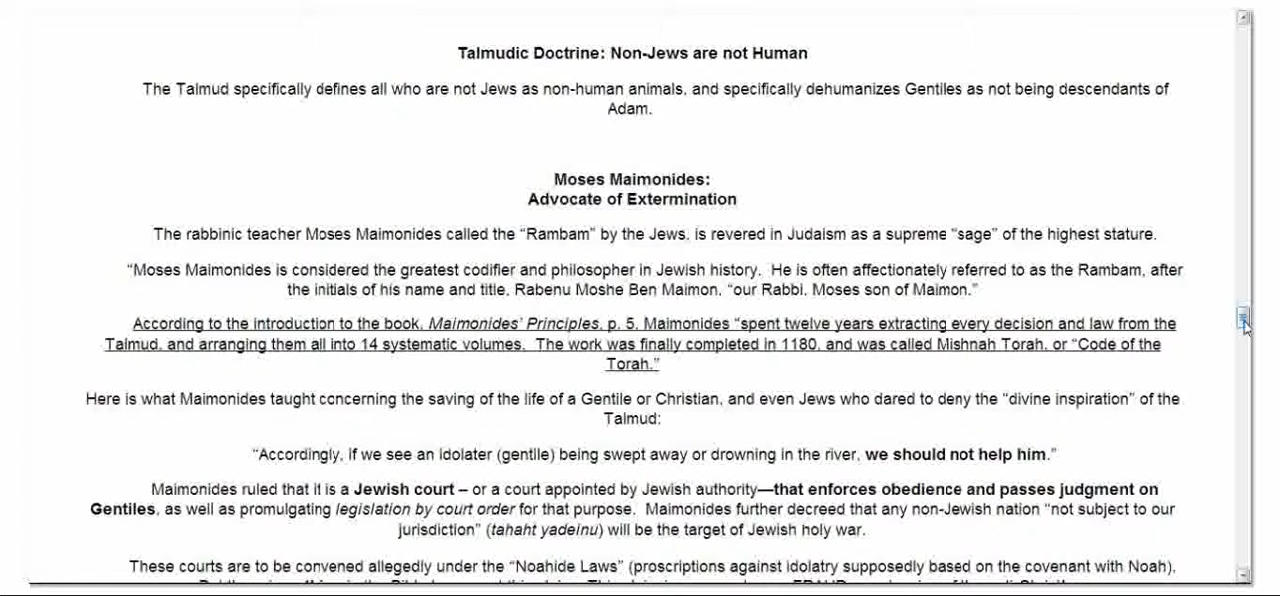 Talmudic Doctrine: Non-Jews are not Human
The Talmud specifically defines all who are not Jews as non-human animals, and specifically dehumanizes Gentiles as not being descendants of
Adam.
Moses Maimonides:
Advocate of Extermination
The rabbinic teacher Moses Maimonides called the “Rambam” by the Jews, is revered in Judaism as a supreme “sage” of the highest stature.
“Moses Maimonides is considered the greatest codifier and philosopher in Jewish history.  He is often affectionately referred to as the Rambam, after
the initials of his name and title, Rabenu Moshe Ben Maimon, “our Rabbi, Moses son of Maimon.”
According to the introduction to the book, Maimonides’ Principles, p. 5, Maimonides “spent twelve years extracting every decision and law from the
Talmud, and arranging them all into 14 systematic volumes.  The work was finally completed in 1180, and was called Mishnah Torah, or “Code of the
Torah.”
Here is what Maimonides taught concerning the saving of the life of a Gentile or Christian, and even Jews who dared to deny the “divine inspiration” of the
Talmud:
“Accordingly, if we see an idolater (gentile) being swept away or drowning in the river, we should not help him.”
Maimonides ruled that it is a Jewish court – or a court appointed by Jewish authority—that enforces obedience and passes judgment on
Gentiles, as well as promulgating legislation by court order for that purpose.  Maimonides further decreed that any non-Jewish nation “not subject to our
jurisdiction” (tahaht yadeinu) will be the target of Jewish holy war.
These courts are to be convened allegedly under the “Noahide Laws” (proscriptions against idolatry supposedly based on the covenant with Noah).